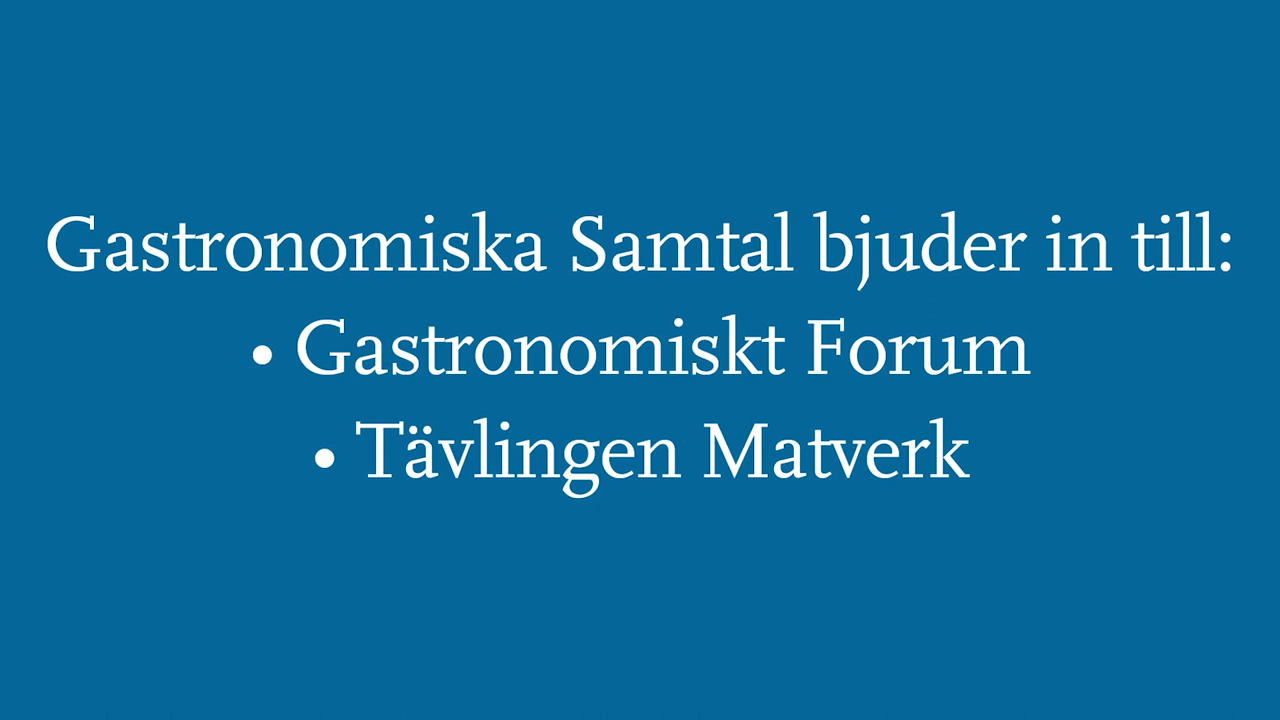 Gastronomiska Samtal bjuder in till:
• Gastronomiskt Forum
• Tävlingen Matverk